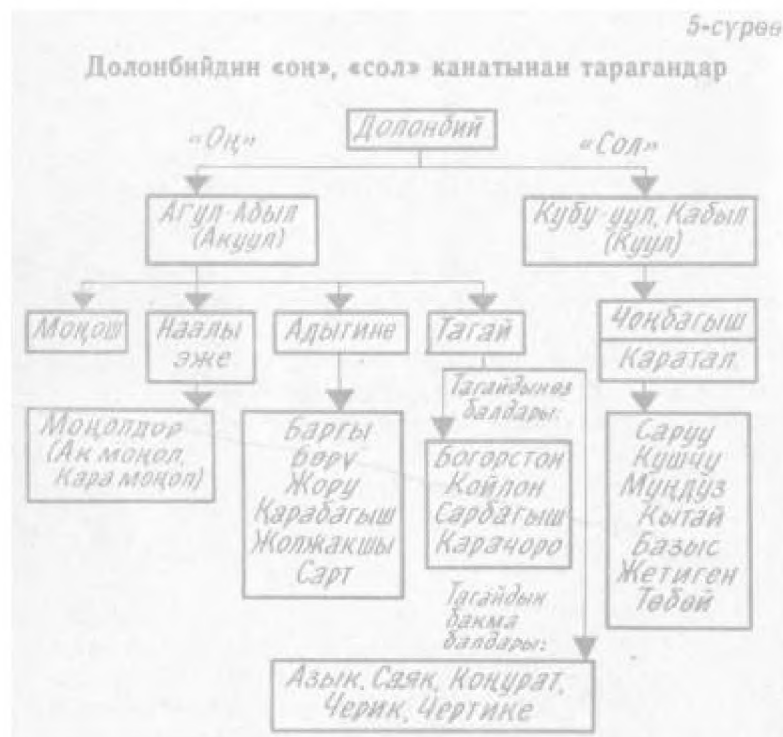 5-сүрөө
Долонбийдин «оң», «сол» канатынан тарагандар
Долонбий
«Оң»
«Сол»
Агул-Абыл
(Акуул)
Кубу-уул, Кабыл
(Куул)
Моңош
Наалы
эже
Адыгине
Тагай
Чоңбагыш
Каратал
Моңолдор
(Ак моңол,
Кара моңол)
Баргы
Бөрү
Жору
Карабагыш
Жолжакшы
Сарт
Тагайдын өз
балдары:
Богорстон
Койлон
Сарбагыш
Карачоро
Саруу
Кушчу
Муңдуз
Кытай
Базыс
Жетиген
Төбөй
Тагайдын
бакма
балдары:
Азык, Саяк, Коңурат,
Черик, Чертике